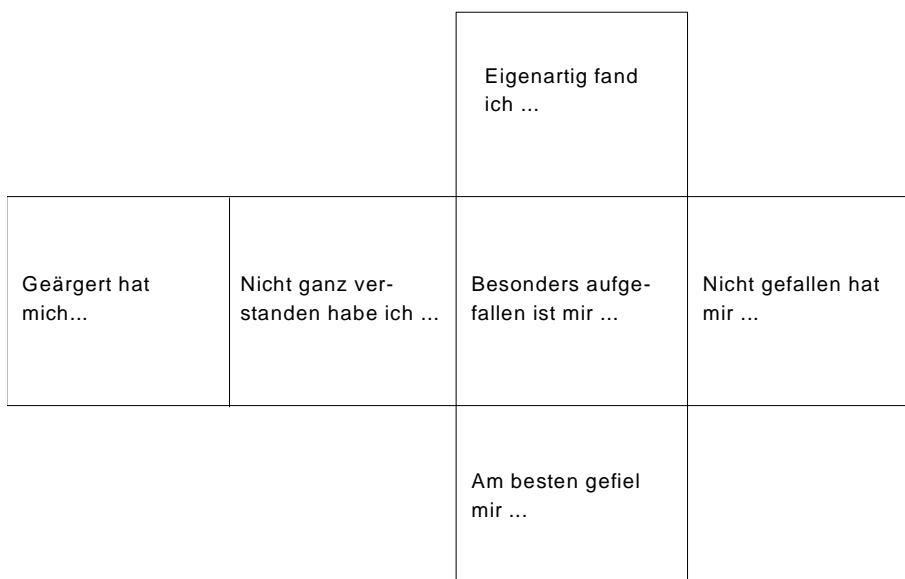 Eigenartig fand
ich ...
Geärgert hat
mich...
Nicht ganz ver-
standen habe ich ...
Besonders aufge-
fallen ist mir ...
Nicht gefallen hat
mir ...
Am besten gefiel
mir ...